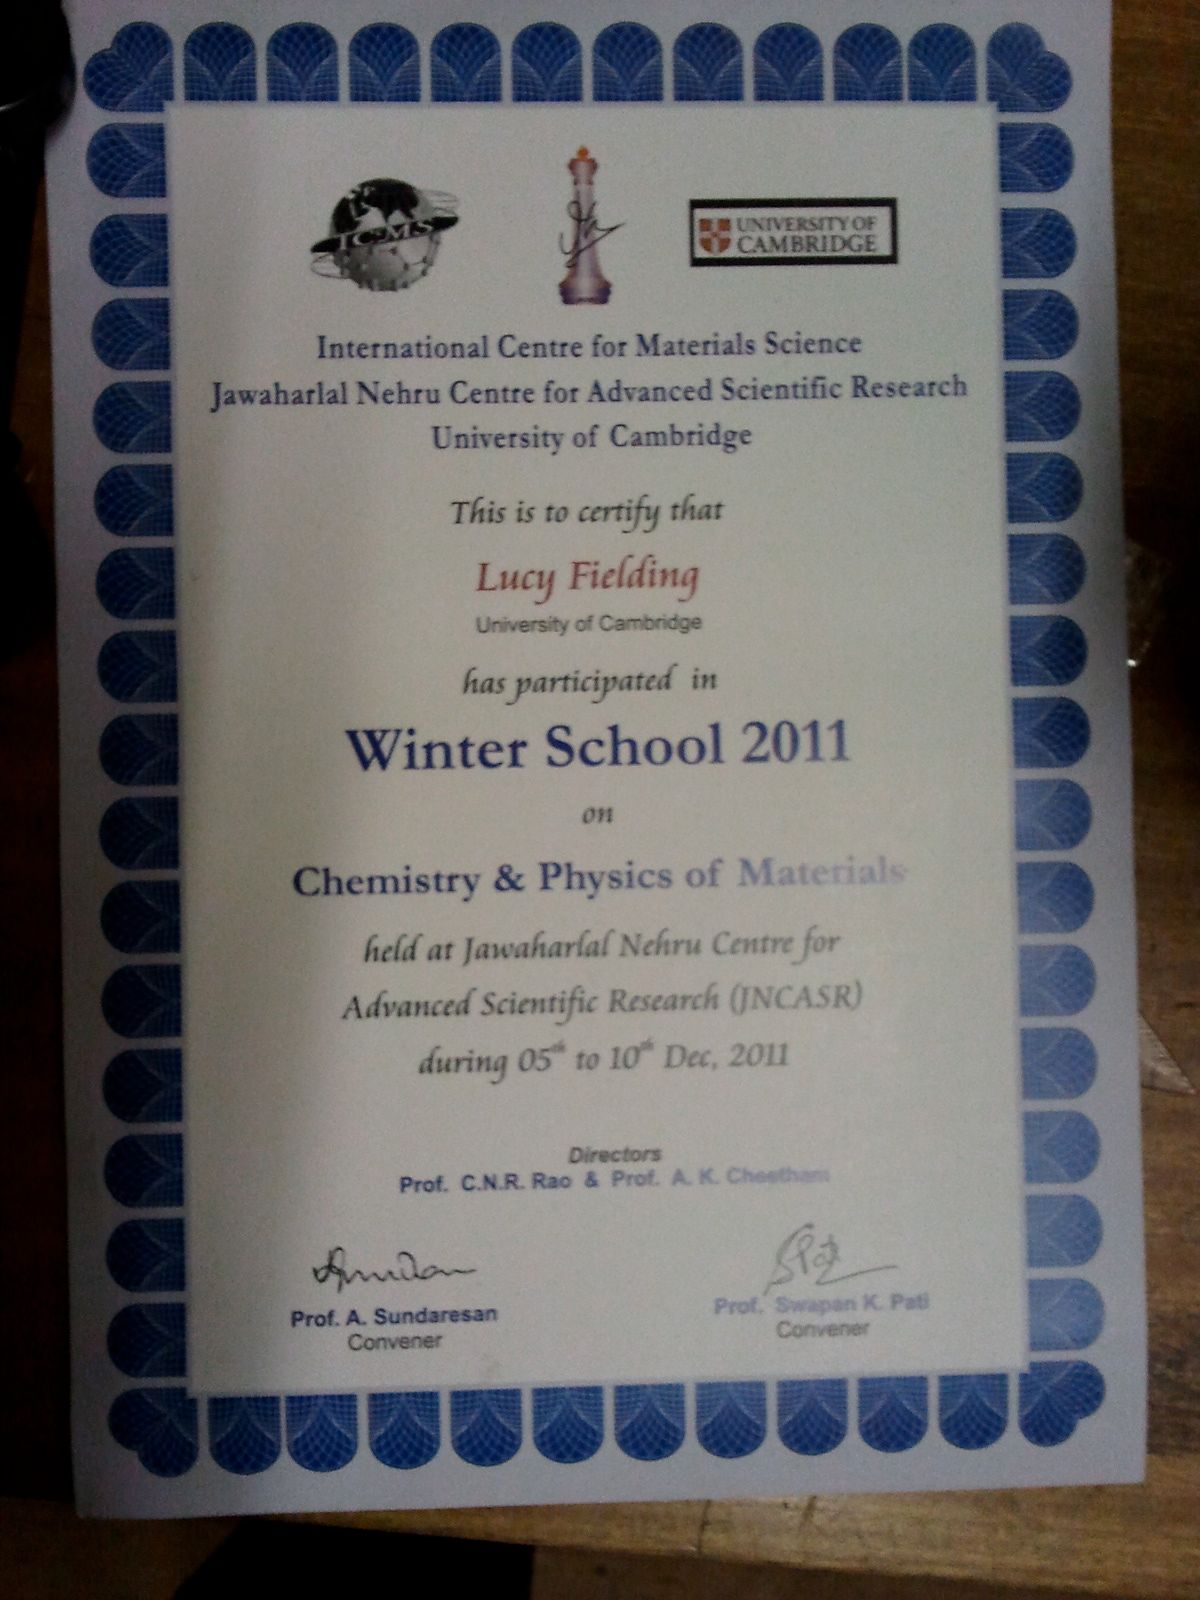 ICMS
UNIVERSITY OF
CAMBRIDGE
International Centre for Materials Science
Jawaharlal Nehru Centre for Advanced Scientific Research
University of Cambridge
This is to certify that
Lucy Fielding
University of Cambridge
has participated in
Winter School 2011
on
Chemistry & Physics of Materials
held at Jawaharlal Nehru Centre for
Advanced Scientific Research (JNCASR)
during 05th to 10th Dec, 2011
Directors
Prof. C.N.R. Rao & Prof. A. K. Cheetham
Prof. A. Sundaresan
Convener
Prof. Swapan K. Pati
Convener